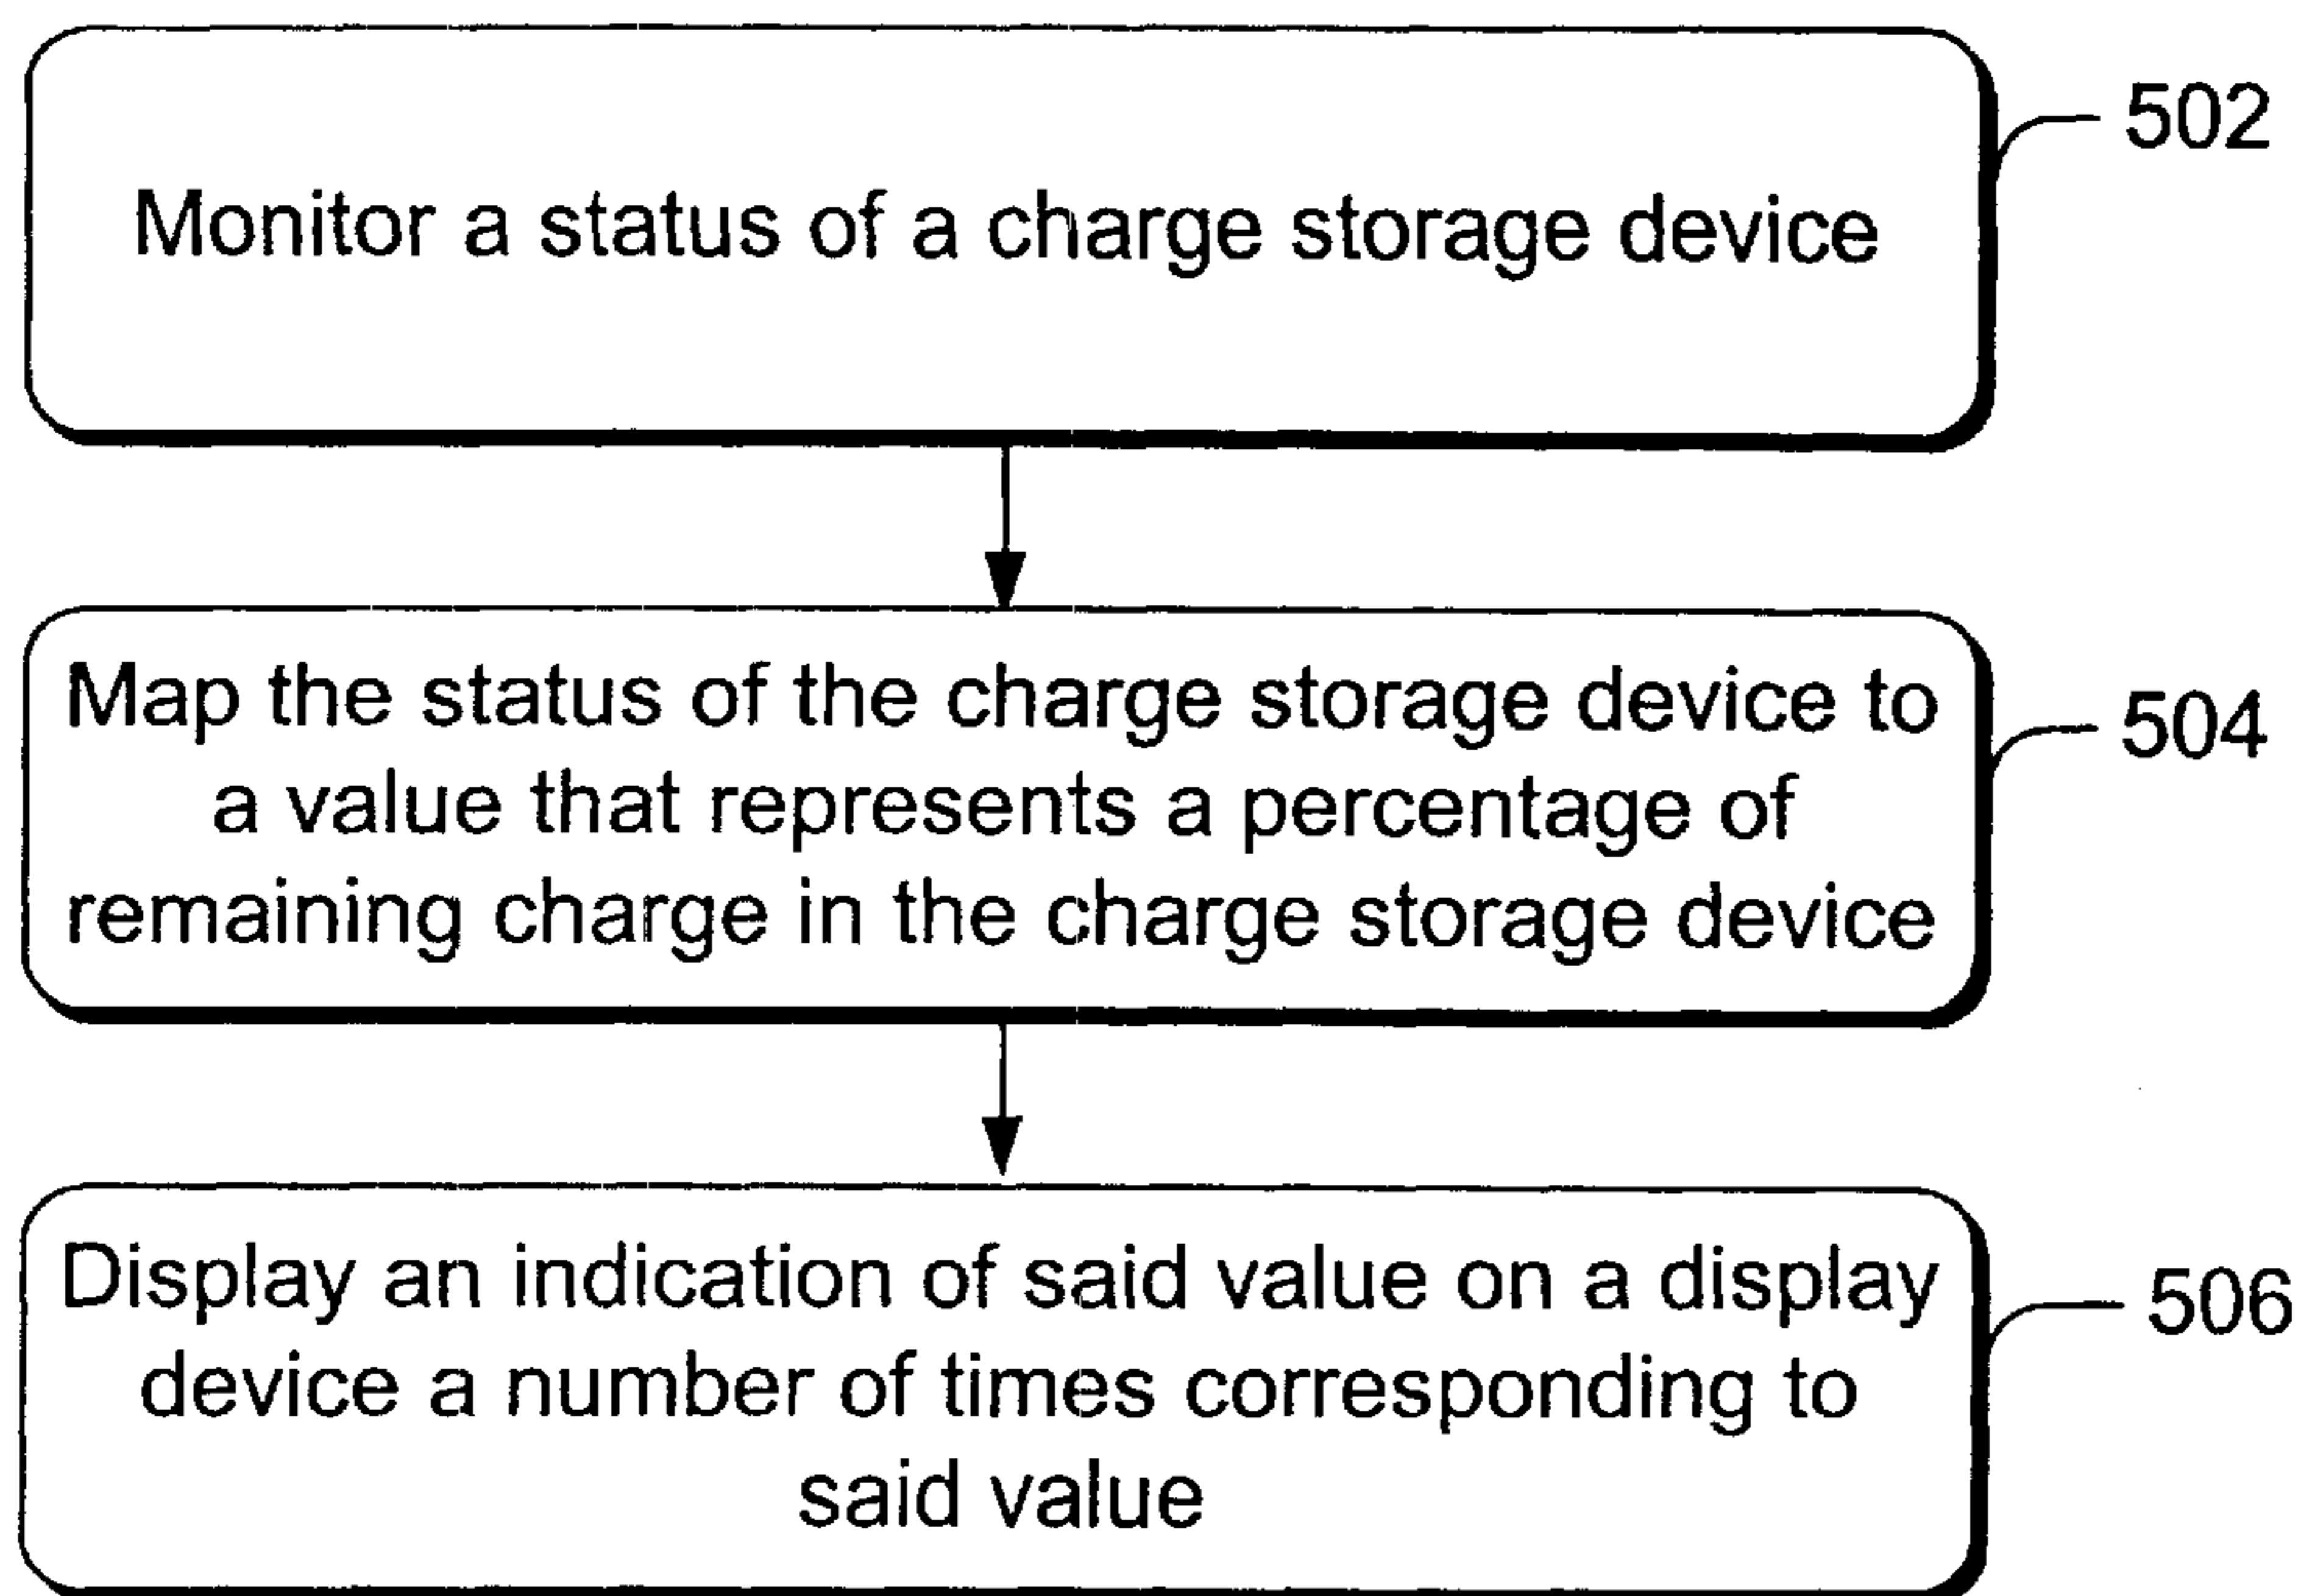 502
Monitor a status of a charge storage device
Map the status of the charge storage device to
504
a value that represents a percentage of
remaining charge in the charge storage device
Display an indication of said value on a display
506
device a number of times corresponding to
said value